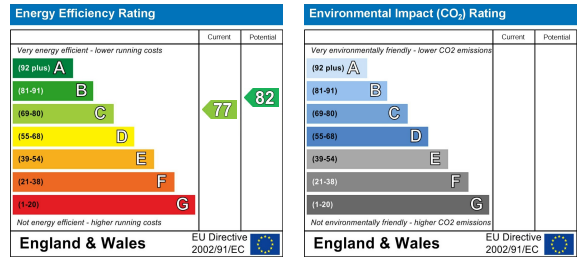 Energy Efficiency Rating
Current Potential
Very energy efficient - lower running costs
(92 plus) A
(81-91) B
(69-80) C
(55-68) D
(39-54) E
(21-38) F
(1-20) G
77
82
Not energy efficient - higher running costs
England & Wales
EU Directive
2002/91/EC
Environmental Impact (CO₂) Rating
Current Potential
Very environmentally friendly - lower CO2 emissions
(92 plus) A
(81-91) B
(69-80) C
(55-68) D
(39-54) E
(21-38) F
(1-20) G
Not environmentally friendly - higher CO2 emissions
England & Wales
EU Directive
2002/91/EC